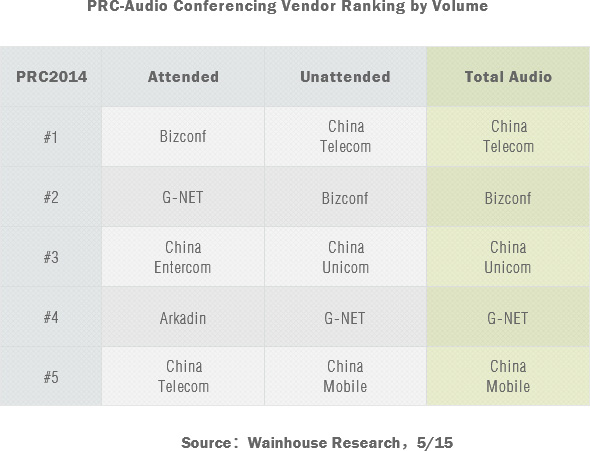 PRC-Audio Conferencing Vendor Ranking by Volume
PRC2014 Attended Unattended Total Audio
#1 Bizconf China Telecom China Telecom
#2 G-NET Bizconf Bizconf
#3 China Entercom China Unicom China Unicom
#4 Arkadin G-NET G-NET
#5 China Telecom China Mobile China Mobile
Source：Wainhouse Research，5/15